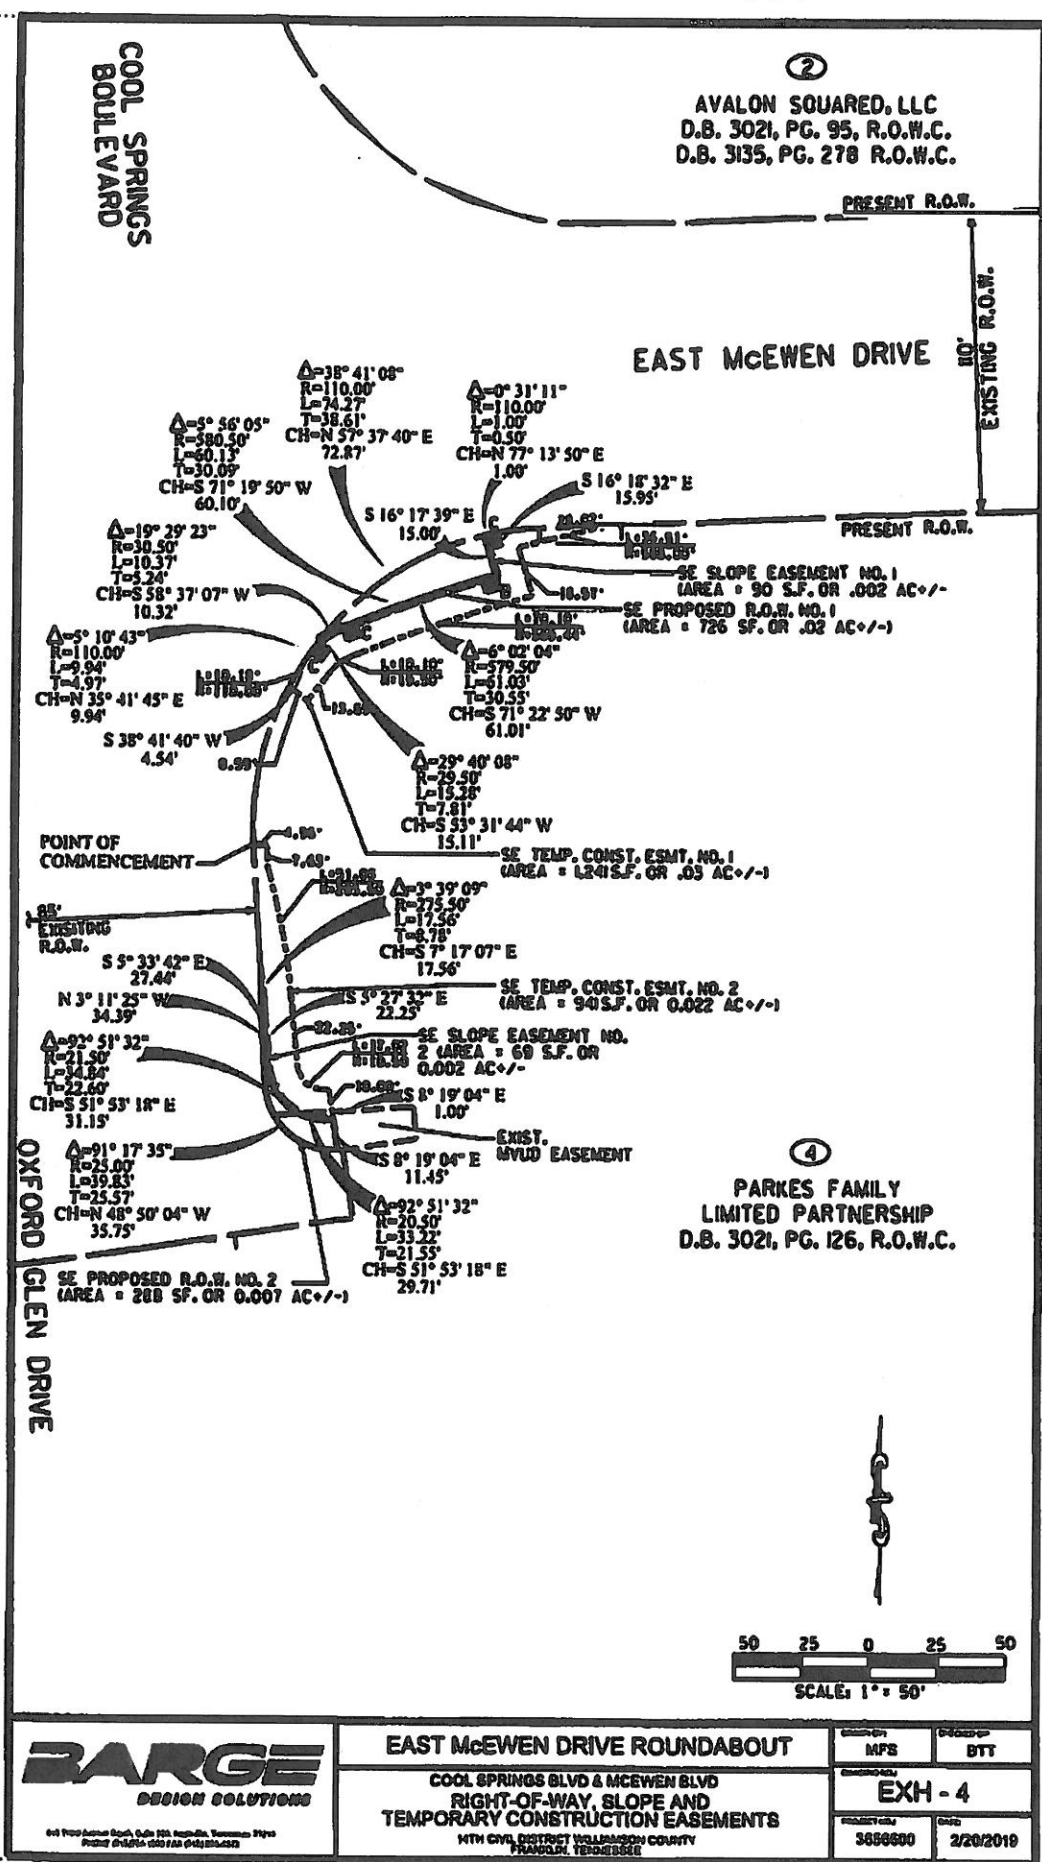 COOL SPRINGS
BOULEVARD
2
AVALON SQUARED, LLC
D.B. 3021, PG. 95, R.O.W.C.
D.B. 3135, PG. 278 R.O.W.C.
PRESENT R.O.W.
110'
EXISTING R.O.W.
EAST McEWEN DRIVE
PRESENT R.O.W.
Δ=38° 41' 08"
R=110.00'
L=74.27'
T=38.61'
CH=N 57° 37' 40" E
72.87'
Δ=0° 31' 11"
R=110.00'
L=1.00'
T=0.50'
CH=N 77° 13' 50" E
1.00'
Δ=5° 56' 05"
R=580.50'
L=60.13'
T=30.09'
CH=S 71° 19' 50" W
60.10'
S 16° 18' 32" E
15.95'
S 16° 17' 39" E
15.00'
Δ=19° 29' 23"
R=30.50'
L=10.37'
T=5.24'
CH=S 58° 37' 07" W
10.32'
SE SLOPE EASEMENT NO. 1
(AREA = 90 S.F. OR .002 AC+/-
SE PROPOSED R.O.W. NO. 1
(AREA = 726 SF. OR .02 AC+/-)
Δ=5° 10' 43"
R=110.00'
L=9.94'
T=4.97'
CH=N 35° 41' 45" E
9.94'
Δ=6° 02' 04"
R=579.50'
L=61.03'
T=30.55'
CH=S 71° 22' 50" W
61.01'
S 38° 41' 40" W
4.54'
Δ=29° 40' 08"
R=29.50'
L=15.28'
T=7.81'
CH=S 53° 31' 44" W
15.11'
POINT OF
COMMENCEMENT
SE TEMP. CONST. ESMT. NO. 1
(AREA = 1,241 S.F. OR .03 AC+/-)
85'
EXISITING
R.O.W.
Δ=3° 39' 09"
R=275.50'
L=17.56'
T=8.78'
CH=S 7° 17' 07" E
17.56'
S 5° 33' 42" E
27.44'
N 3° 11' 25" W
34.39'
S 5° 27' 32" E
22.25'
SE TEMP. CONST. ESMT. NO. 2
(AREA = 941 S.F. OR 0.022 AC+/-)
SE SLOPE EASEMENT NO.
2 (AREA = 69 S.F. OR
0.002 AC+/-
Δ=92° 51' 32"
R=21.50'
L=34.84'
T=22.60'
CH=S 51° 53' 18" E
31.15'
S 8° 19' 04" E
1.00'
EXIST.
MVUD EASEMENT
S 8° 19' 04" E
11.45'
Δ=91° 17' 35"
R=25.00'
L=39.83'
T=25.57'
CH=N 48° 50' 04" W
35.75'
Δ=92° 51' 32"
R=20.50'
L=33.22'
T=21.55'
CH=S 51° 53' 18" E
29.71'
SE PROPOSED R.O.W. NO. 2
(AREA = 288 SF. OR 0.007 AC+/-)
OXFORD GLEN DRIVE
4
PARKES FAMILY
LIMITED PARTNERSHIP
D.B. 3021, PG. 126, R.O.W.C.
50 25 0 25 50
SCALE: 1" = 50'
BARGE
DESIGN SOLUTIONS
EAST McEWEN DRIVE ROUNDABOUT
COOL SPRINGS BLVD & MCEWEN BLVD
RIGHT-OF-WAY, SLOPE AND
TEMPORARY CONSTRUCTION EASEMENTS
14TH CIVIL DISTRICT WILLIAMSON COUNTY
FRANKLIN, TENNESSEE
MFS
BTT
EXH - 4
3656600
DATE:
2/20/2019